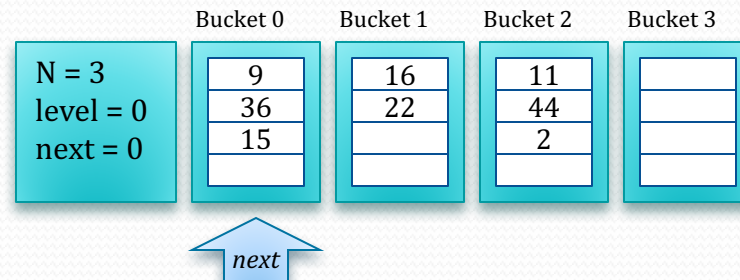 Bucket 0 Bucket 1 Bucket 2 Bucket 3
N = 3
level = 0
next = 0
9
36
15
16
22
11
44
2
next